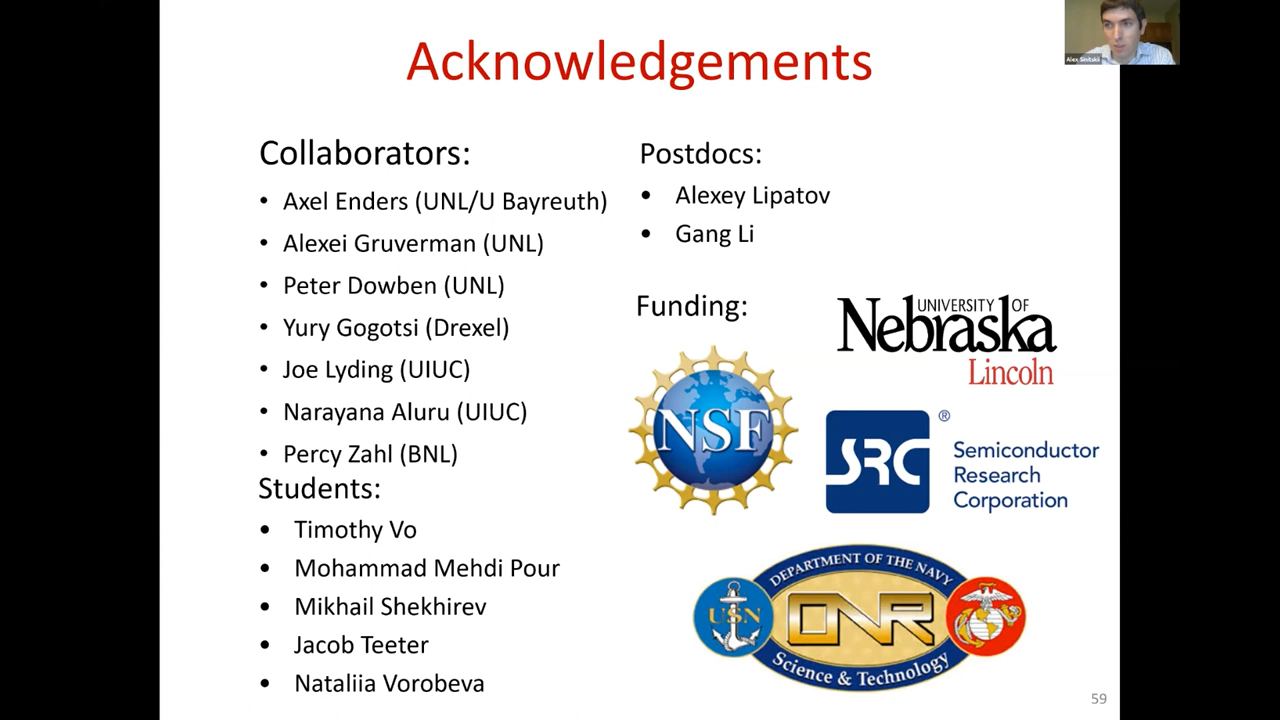 Acknowledgements
Alex Sinitskii
Collaborators:
• Axel Enders (UNL/U Bayreuth)
• Alexei Gruverman (UNL)
• Peter Dowben (UNL)
• Yury Gogotsi (Drexel)
• Joe Lyding (UIUC)
• Narayana Aluru (UIUC)
• Percy Zahl (BNL)
Students:
• Timothy Vo
• Mohammad Mehdi Pour
• Mikhail Shekhirev
• Jacob Teeter
• Nataliia Vorobeva
Postdocs:
• Alexey Lipatov
• Gang Li
Funding:
UNIVERSITY OF
Nebraska
Lincoln
NSF
SRC®
Semiconductor
Research
Corporation
DEPARTMENT OF THE NAVY
USN
ONR
Science & Technology
59